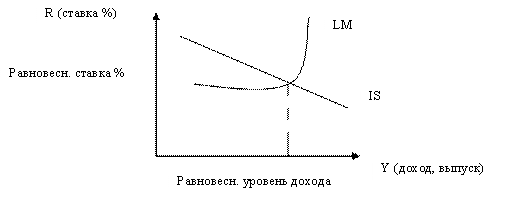 R (ставка %)
LM
Равновесн. ставка %
IS
Y (доход, выпуск)
Равновесн. уровень дохода